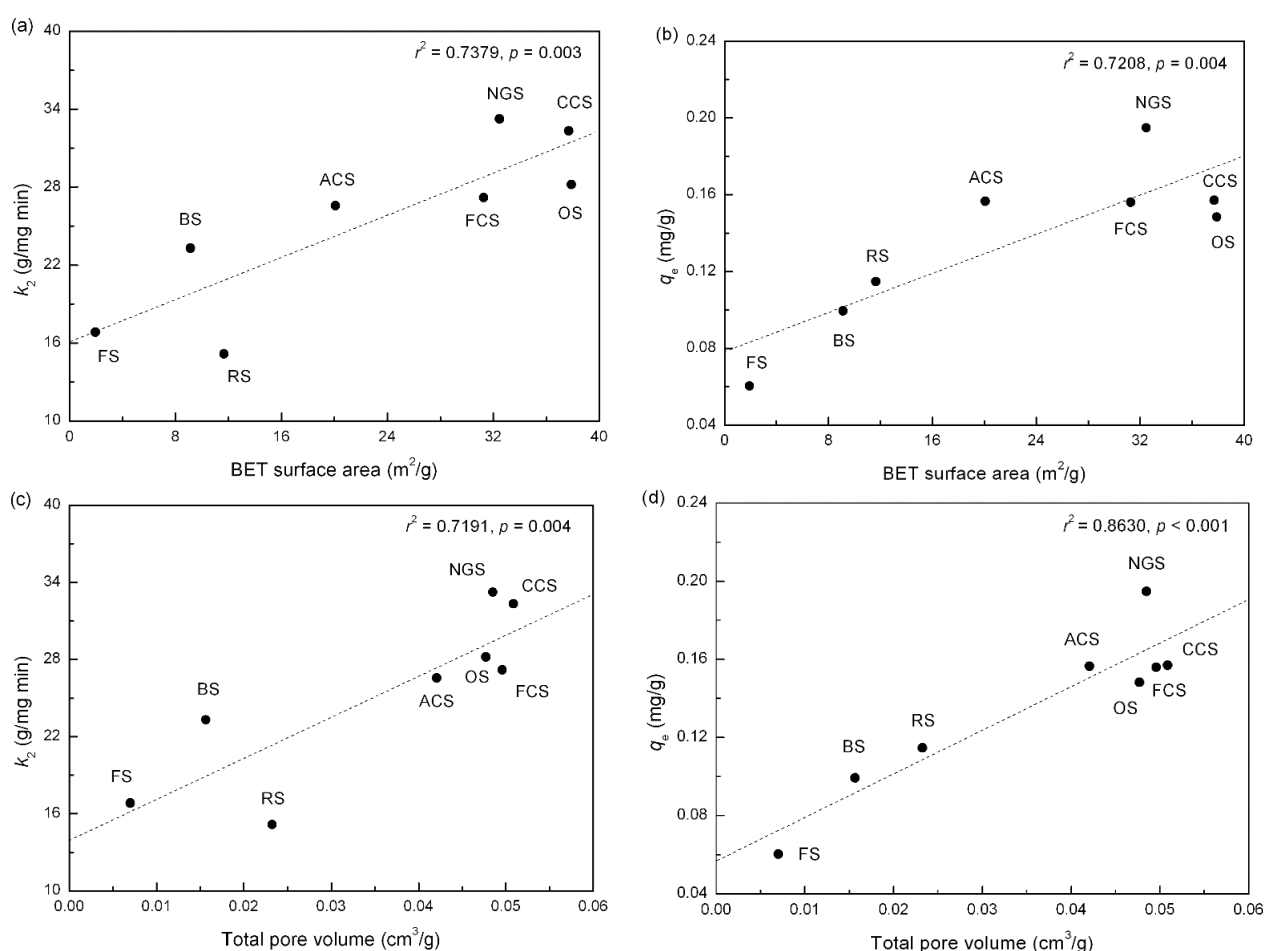 (a)
r² = 0.7379, p = 0.003
40
34
28
22
16
10
k₂ (g/mg min)
NGS
CCS
ACS
BS
FCS
OS
FS
RS
0 8 16 24 32 40
BET surface area (m²/g)
(b)
r² = 0.7208, p = 0.004
0.24
0.20
0.16
0.12
0.08
0.04
qₑ (mg/g)
NGS
ACS
CCS
FCS
OS
RS
BS
FS
0 8 16 24 32 40
BET surface area (m²/g)
(c)
r² = 0.7191, p = 0.004
40
34
28
22
16
10
k₂ (g/mg min)
NGS
CCS
OS
ACS
FCS
BS
FS
RS
0.00 0.01 0.02 0.03 0.04 0.05 0.06
Total pore volume (cm³/g)
(d)
r² = 0.8630, p < 0.001
0.24
0.20
0.16
0.12
0.08
0.04
qₑ (mg/g)
NGS
ACS
CCS
FCS
OS
RS
BS
FS
0.00 0.01 0.02 0.03 0.04 0.05 0.06
Total pore volume (cm³/g)